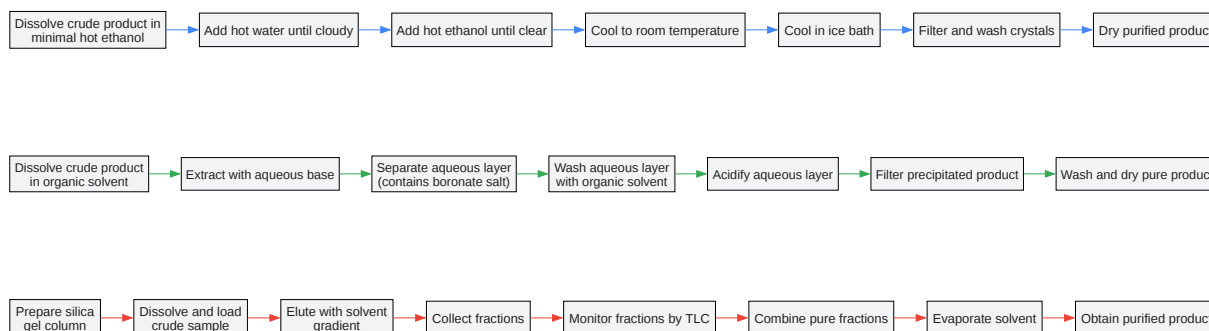 Dissolve crude product in
minimal hot ethanol
Add hot water until cloudy
Add hot ethanol until clear
Cool to room temperature
Cool in ice bath
Filter and wash crystals
Dry purified product
Dissolve crude product
in organic solvent
Extract with aqueous base
Separate aqueous layer
(contains boronate salt)
Wash aqueous layer
with organic solvent
Acidify aqueous layer
Filter precipitated product
Wash and dry pure product
Prepare silica
gel column
Dissolve and load
crude sample
Elute with solvent
gradient
Collect fractions
Monitor fractions by TLC
Combine pure fractions
Evaporate solvent
Obtain purified product